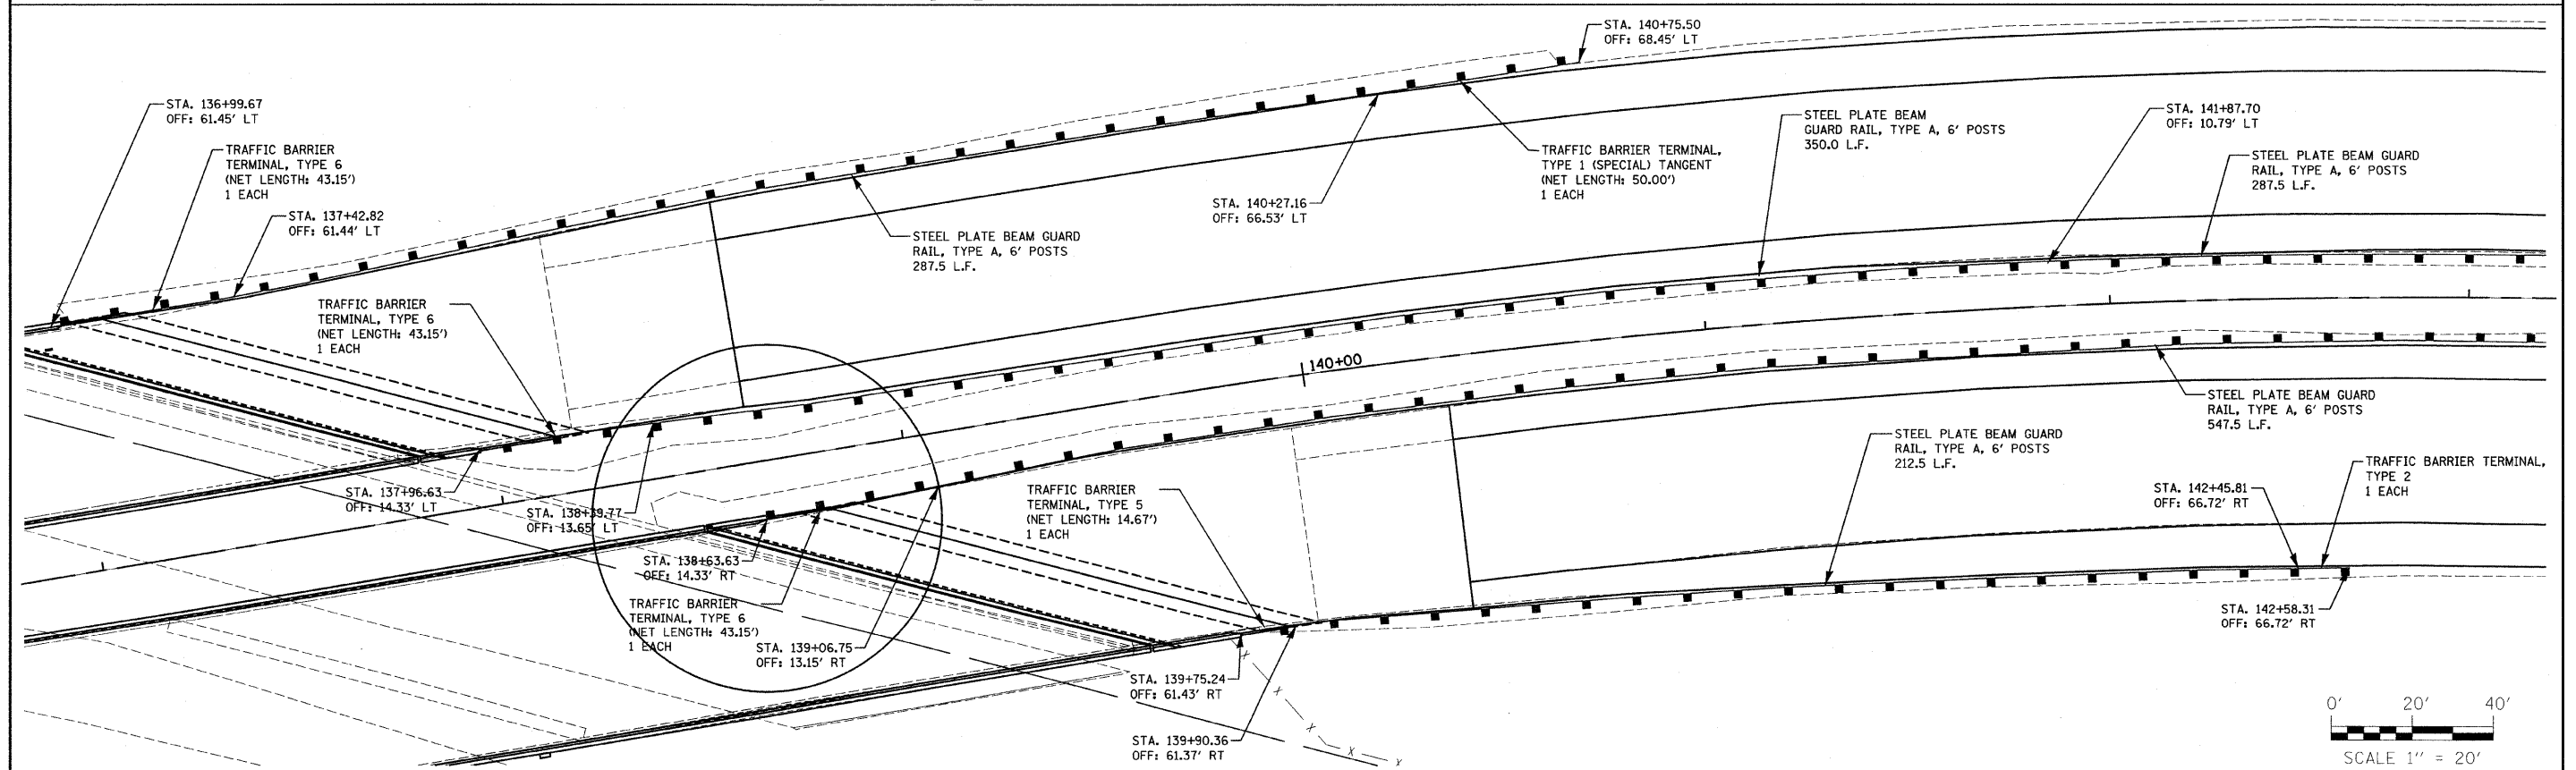 STA. 140+75.50
OFF: 68.45' LT
STA. 136+99.67
OFF: 61.45' LT
TRAFFIC BARRIER
TERMINAL, TYPE 6
(NET LENGTH: 43.15')
1 EACH
STA. 137+42.82
OFF: 61.44' LT
STEEL PLATE BEAM GUARD
RAIL, TYPE A, 6' POSTS
287.5 L.F.
STA. 140+27.16
OFF: 66.53' LT
TRAFFIC BARRIER TERMINAL,
TYPE 1 (SPECIAL) TANGENT
(NET LENGTH: 50.00')
1 EACH
STEEL PLATE BEAM
GUARD RAIL, TYPE A, 6' POSTS
350.0 L.F.
STA. 141+87.70
OFF: 10.79' LT
STEEL PLATE BEAM GUARD
RAIL, TYPE A, 6' POSTS
287.5 L.F.
TRAFFIC BARRIER
TERMINAL, TYPE 6
(NET LENGTH: 43.15')
1 EACH
140+00
STEEL PLATE BEAM GUARD
RAIL, TYPE A, 6' POSTS
547.5 L.F.
STEEL PLATE BEAM GUARD
RAIL, TYPE A, 6' POSTS
212.5 L.F.
TRAFFIC BARRIER TERMINAL,
TYPE 2
1 EACH
STA. 142+45.81
OFF: 66.72' RT
STA. 137+96.63
OFF: 14.33' LT
STA. 138+39.77
OFF: 13.65' LT
TRAFFIC BARRIER
TERMINAL, TYPE 5
(NET LENGTH: 14.67')
1 EACH
STA. 138+63.63
OFF: 14.33' RT
TRAFFIC BARRIER
TERMINAL, TYPE 6
(NET LENGTH: 43.15')
1 EACH
STA. 139+06.75
OFF: 13.15' RT
STA. 142+58.31
OFF: 66.72' RT
STA. 139+75.24
OFF: 61.43' RT
STA. 139+90.36
OFF: 61.37' RT
X
X
X
0' 20' 40'
SCALE 1" = 20'